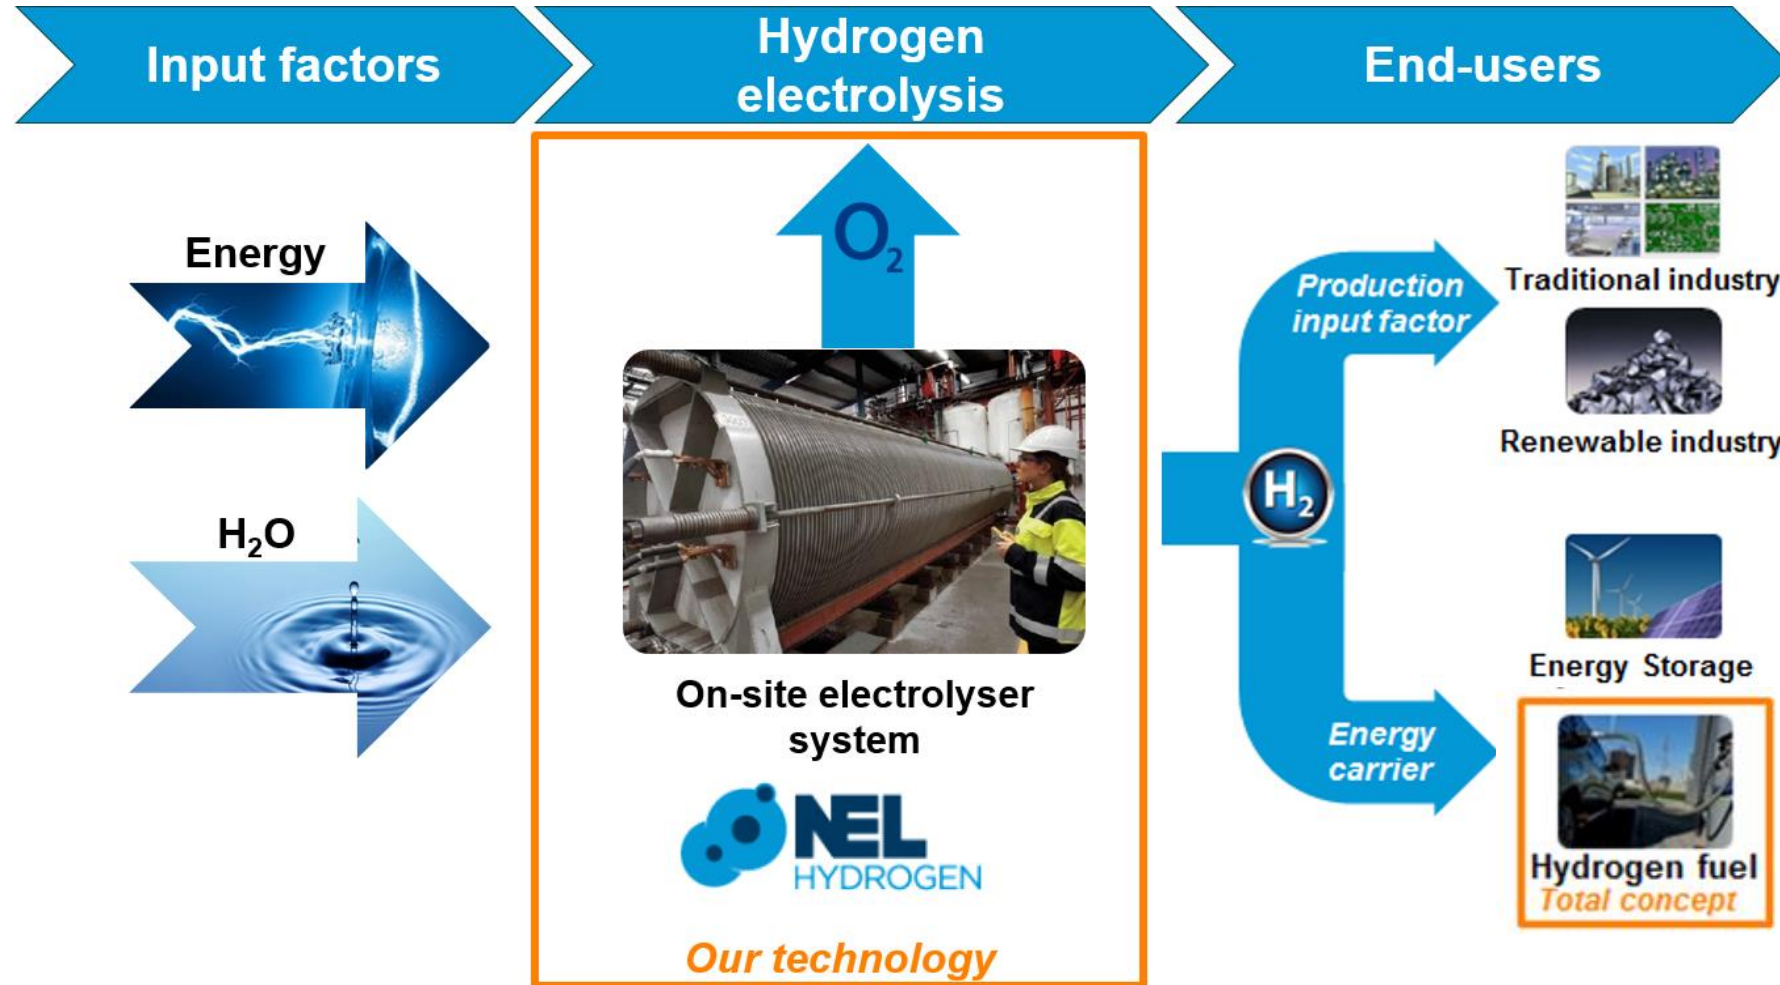 Input factors
Hydrogen
electrolysis
End-users
Energy
H₂O
O₂
On-site electrolyser
system
NEL
HYDROGEN
Our technology
H₂
Production
input factor
Energy
carrier
Traditional industry
Renewable industry
Energy Storage
Hydrogen fuel
Total concept